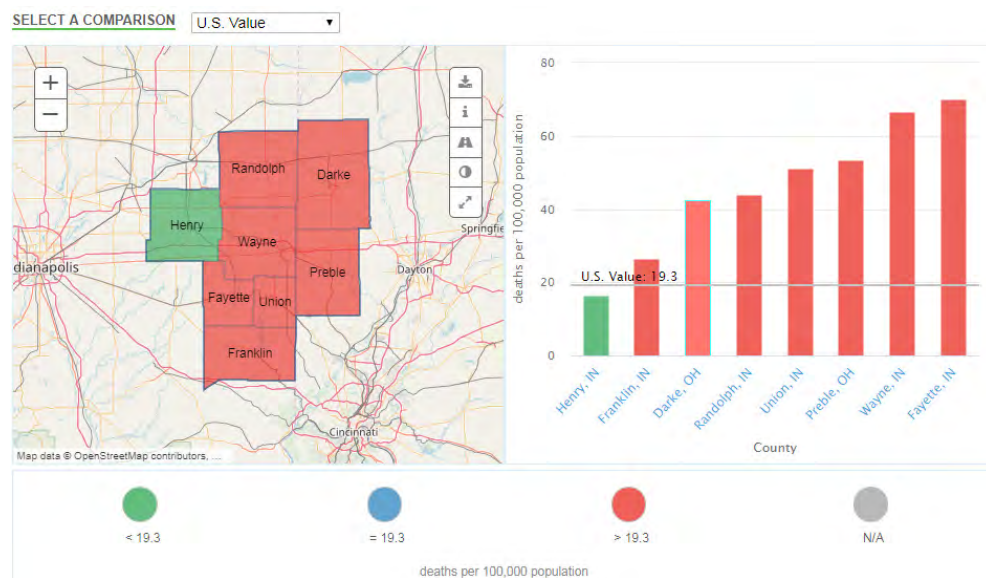 SELECT A COMPARISON
U.S. Value
+
−
i
Randolph
Darke
Henry
Wayne
Preble
Fayette
Union
Franklin
dianapolis
Springfie
Dayton
Cincinnati
Map data © OpenStreetMap contributors, ...
80
60
40
20
0
deaths per 100,000 population
U.S. Value: 19.3
Henry, IN
Franklin, IN
Darke, OH
Randolph, IN
Union, IN
Preble, OH
Wayne, IN
Fayette, IN
County
< 19.3
= 19.3
> 19.3
N/A
deaths per 100,000 population